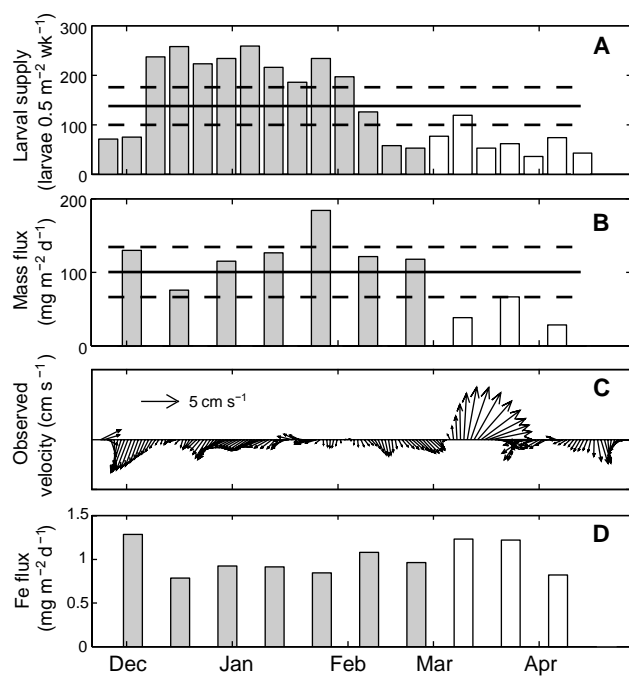 A
Larval supply
(larvae 0.5 m⁻² wk⁻¹)
300
200
100
0
B
Mass flux
(mg m⁻² d⁻¹)
200
100
0
C
Observed
velocity (cm s⁻¹)
5 cm s⁻¹
D
Fe flux
(mg m⁻² d⁻¹)
1.5
1
0.5
0
Dec Jan Feb Mar Apr